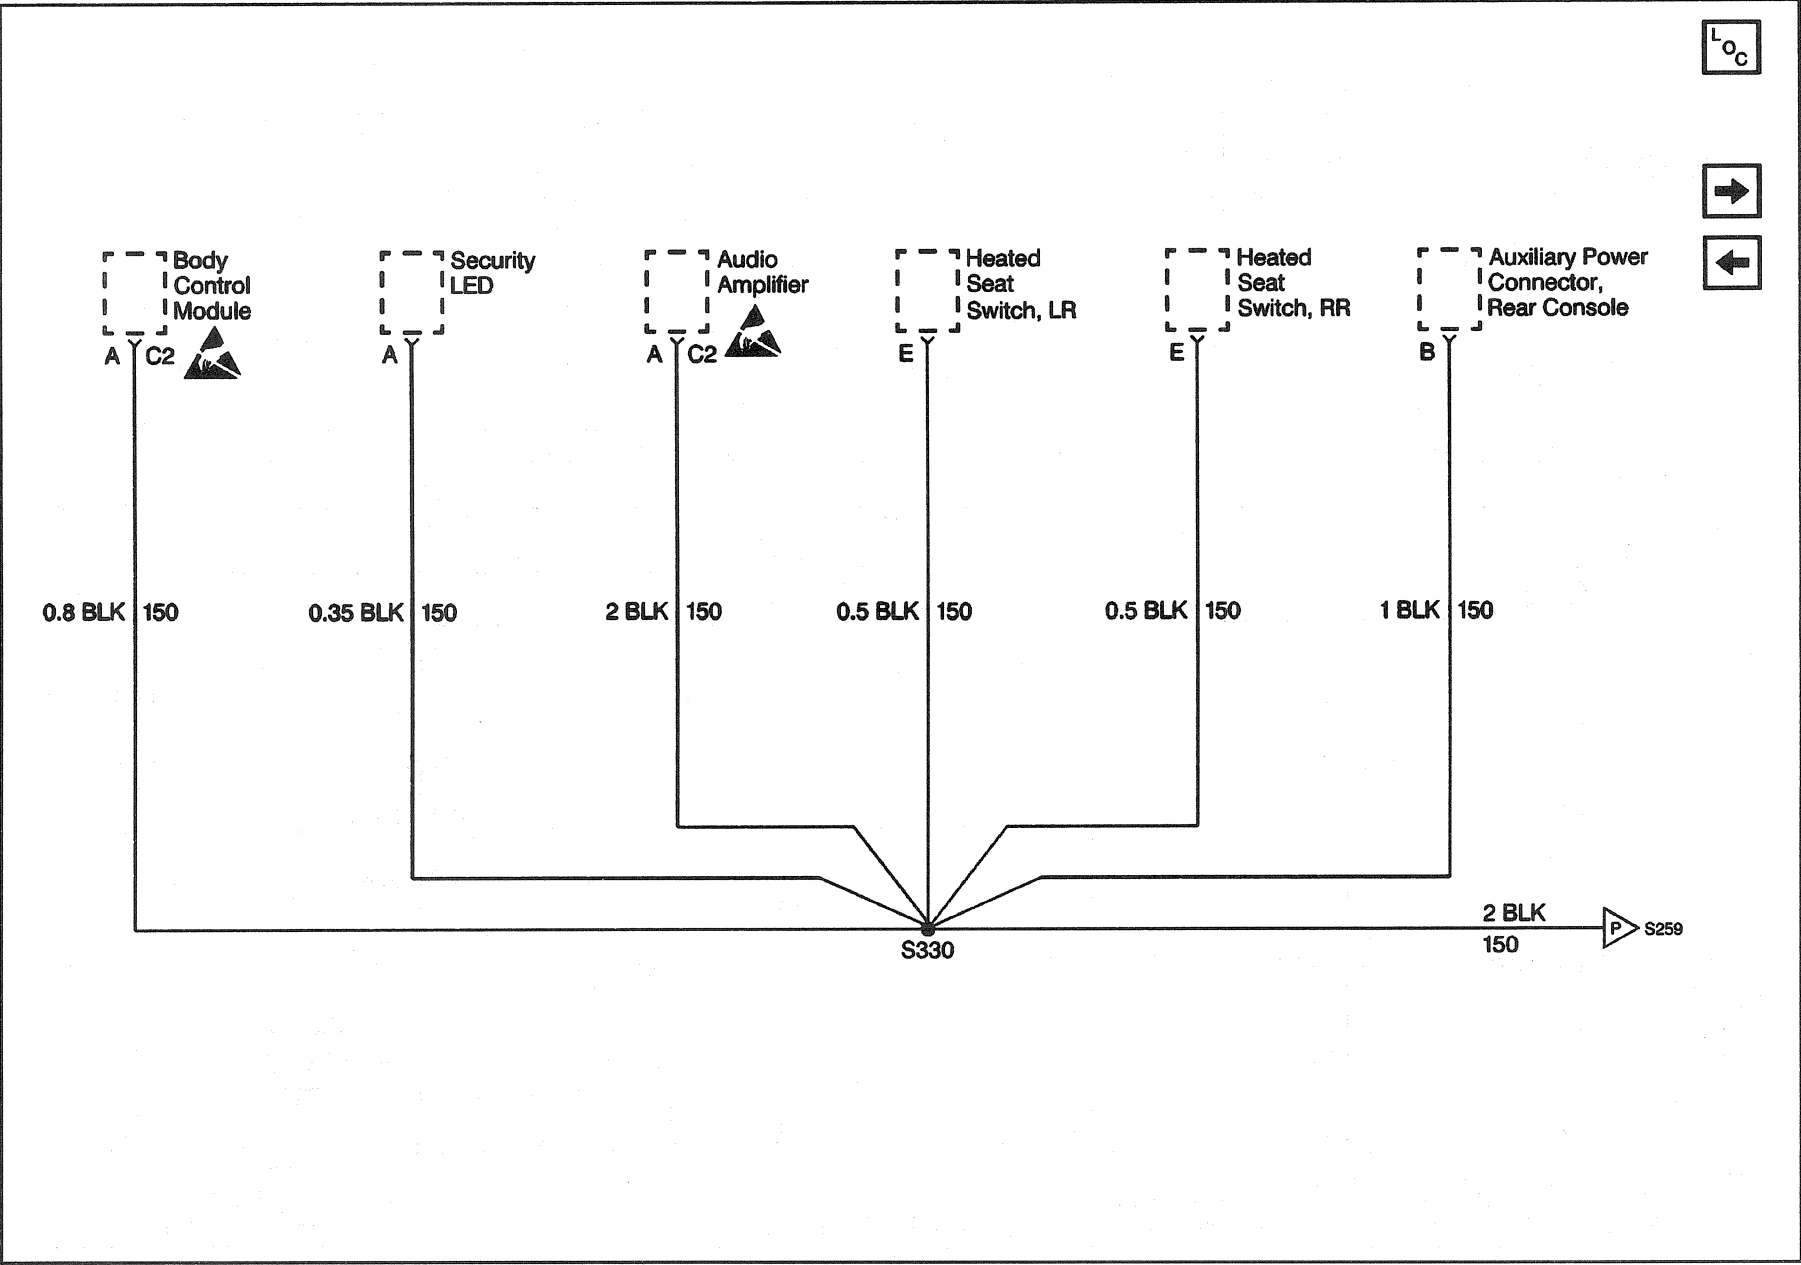 LOC
Body
Control
Module
A C2
Security
LED
A
Audio
Amplifier
A C2
Heated
Seat
Switch, LR
E
Heated
Seat
Switch, RR
E
Auxiliary Power
Connector,
Rear Console
B
0.8 BLK 150
0.35 BLK 150
2 BLK 150
0.5 BLK 150
0.5 BLK 150
1 BLK 150
2 BLK
150
P S259
S330